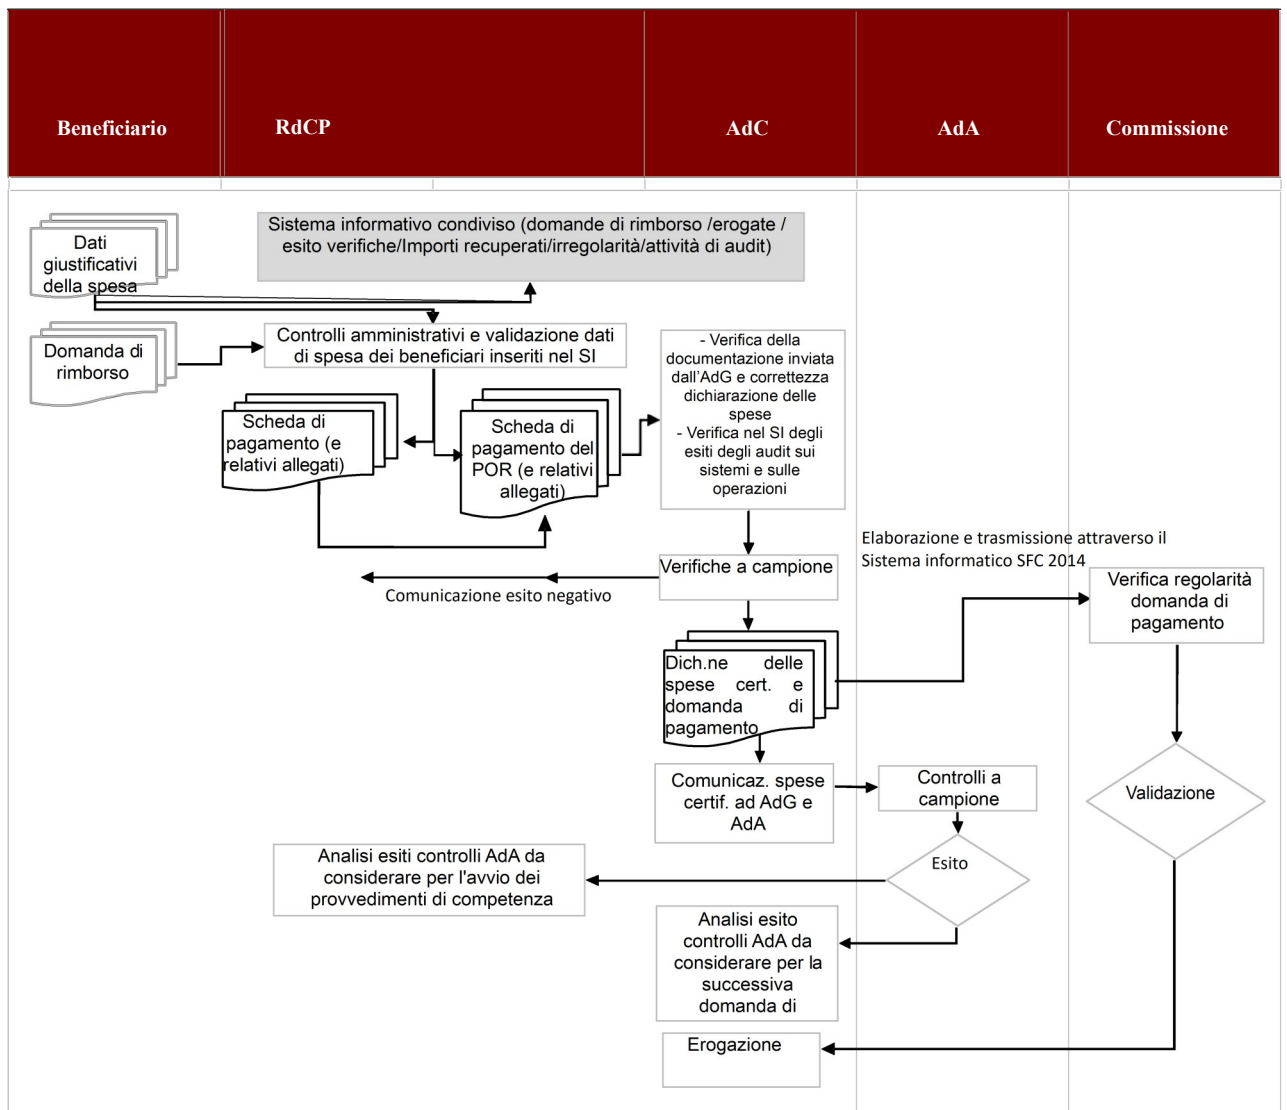 Beneficiario
RdCP
AdC
AdA
Commissione
Sistema informativo condiviso (domande di rimborso /erogate /
esito verifiche/Importi recuperati/irregolarità/attività di audit)
Dati
giustificativi
della spesa
Domanda di
rimborso
Controlli amministrativi e validazione dati
di spesa dei beneficiari inseriti nel SI
Scheda di
pagamento (e
relativi allegati)
Scheda di
pagamento del
POR (e relativi
allegati)
- Verifica della
documentazione inviata
dall'AdG e correttezza
dichiarazione delle
spese
- Verifica nel SI degli
esiti degli audit sui
sistemi e sulle
operazioni
Elaborazione e trasmissione attraverso il
Sistema informatico SFC 2014
Verifiche a campione
Comunicazione esito negativo
Verifica regolarità
domanda di
pagamento
Dich.ne delle
spese cert. e
domanda di
pagamento
Comunicaz. spese
certif. ad AdG e
AdA
Controlli a
campione
Validazione
Esito
Analisi esiti controlli AdA da
considerare per l'avvio dei
provvedimenti di competenza
Analisi esito
controlli AdA da
considerare per la
successiva
domanda di
Erogazione